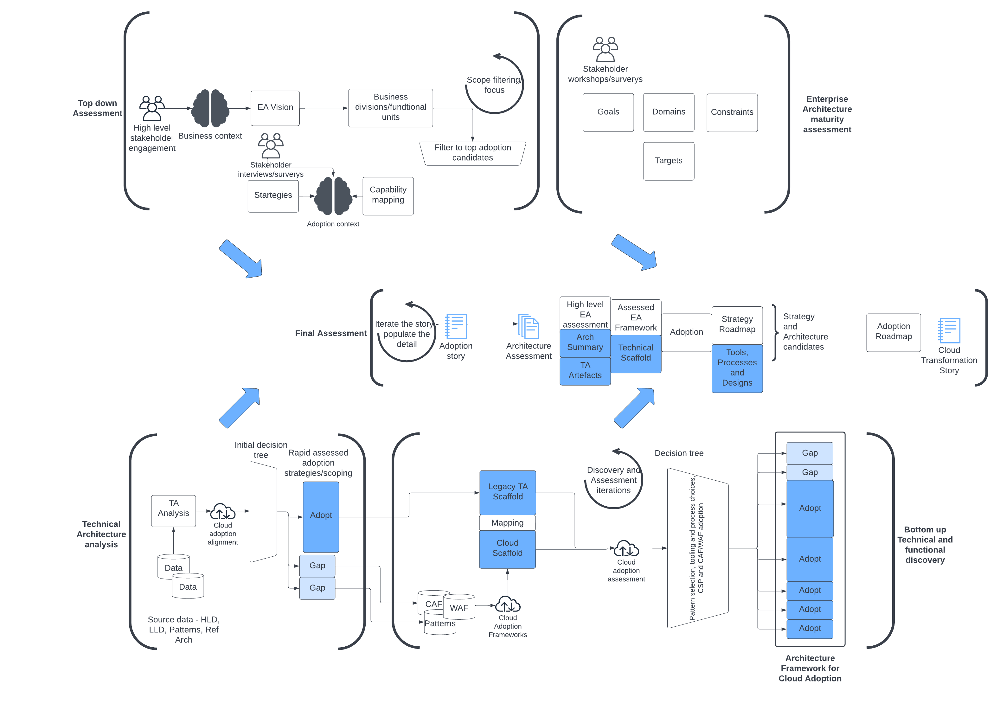 Top down
Assessment
High level
stakeholder
engagement
Business context
EA Vision
Business
divisions/fundtional
units
Scope filtering/
focus
Filter to top adoption
candidates
Stakeholder
interviews/surverys
Startegies
Capability
mapping
Adoption context
Stakeholder
workshops/surverys
Goals
Domains
Constraints
Targets
Enterprise
Architecture
maturity
assessment
Final Assessment
Iterate the story -
populate the
detail
Adoption
story
Architecture
Assessment
High level
EA
assessment
Arch
Summary
TA
Artefacts
Assessed
EA
Framework
Technical
Scaffold
Adoption
Strategy
Roadmap
Tools,
Processes
and
Designs
Strategy
and
Architecture
candidates
Adoption
Roadmap
Cloud
Transformation
Story
Technical
Architecture
analysis
TA
Analysis
Data
Data
Source data - HLD,
LLD, Patterns, Ref
Arch
Cloud
adoption
alignment
Initial decision
tree
Rapid assessed
adoption
strategies/scoping
Adopt
Gap
Gap
Legacy TA
Scaffold
Mapping
Cloud
Scaffold
CAF
WAF
Patterns
Cloud
Adoption
Frameworks
Discovery and
Assessment
iterations
Cloud
adoption
assessment
Decision tree
Pattern selection, tooling and process choices,
CSP and CAF/WAF adoption
Gap
Gap
Adopt
Adopt
Adopt
Adopt
Adopt
Architecture
Framework for
Cloud Adoption
Bottom up
Technical and
functional
discovery